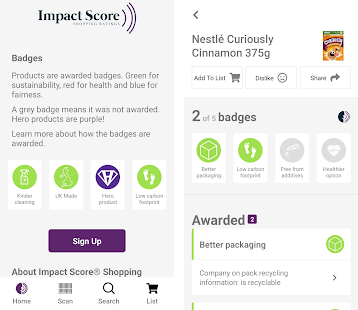 Impact Score
SHOPPING RATINGS
Badges
Products are awarded badges. Green for
sustainability, red for health and blue for
fairness.
A grey badge means it was not awarded.
Hero products are purple!
Learn more about how the badges are
awarded.
Kinder
cleaning
UK Made
Hero
product
Low carbon
footprint
Sign Up
About Impact Score® Shopping
Home
Scan
Search
List
Nestlé Curiously
Cinnamon 375g
Add To List
Dislike
Share
2 of 5 badges
Better
packaging
Low carbon
footprint
Free from
additives
Healthier
option
Awarded 2
Better packaging
Company on pack recycling
information: is recyclable